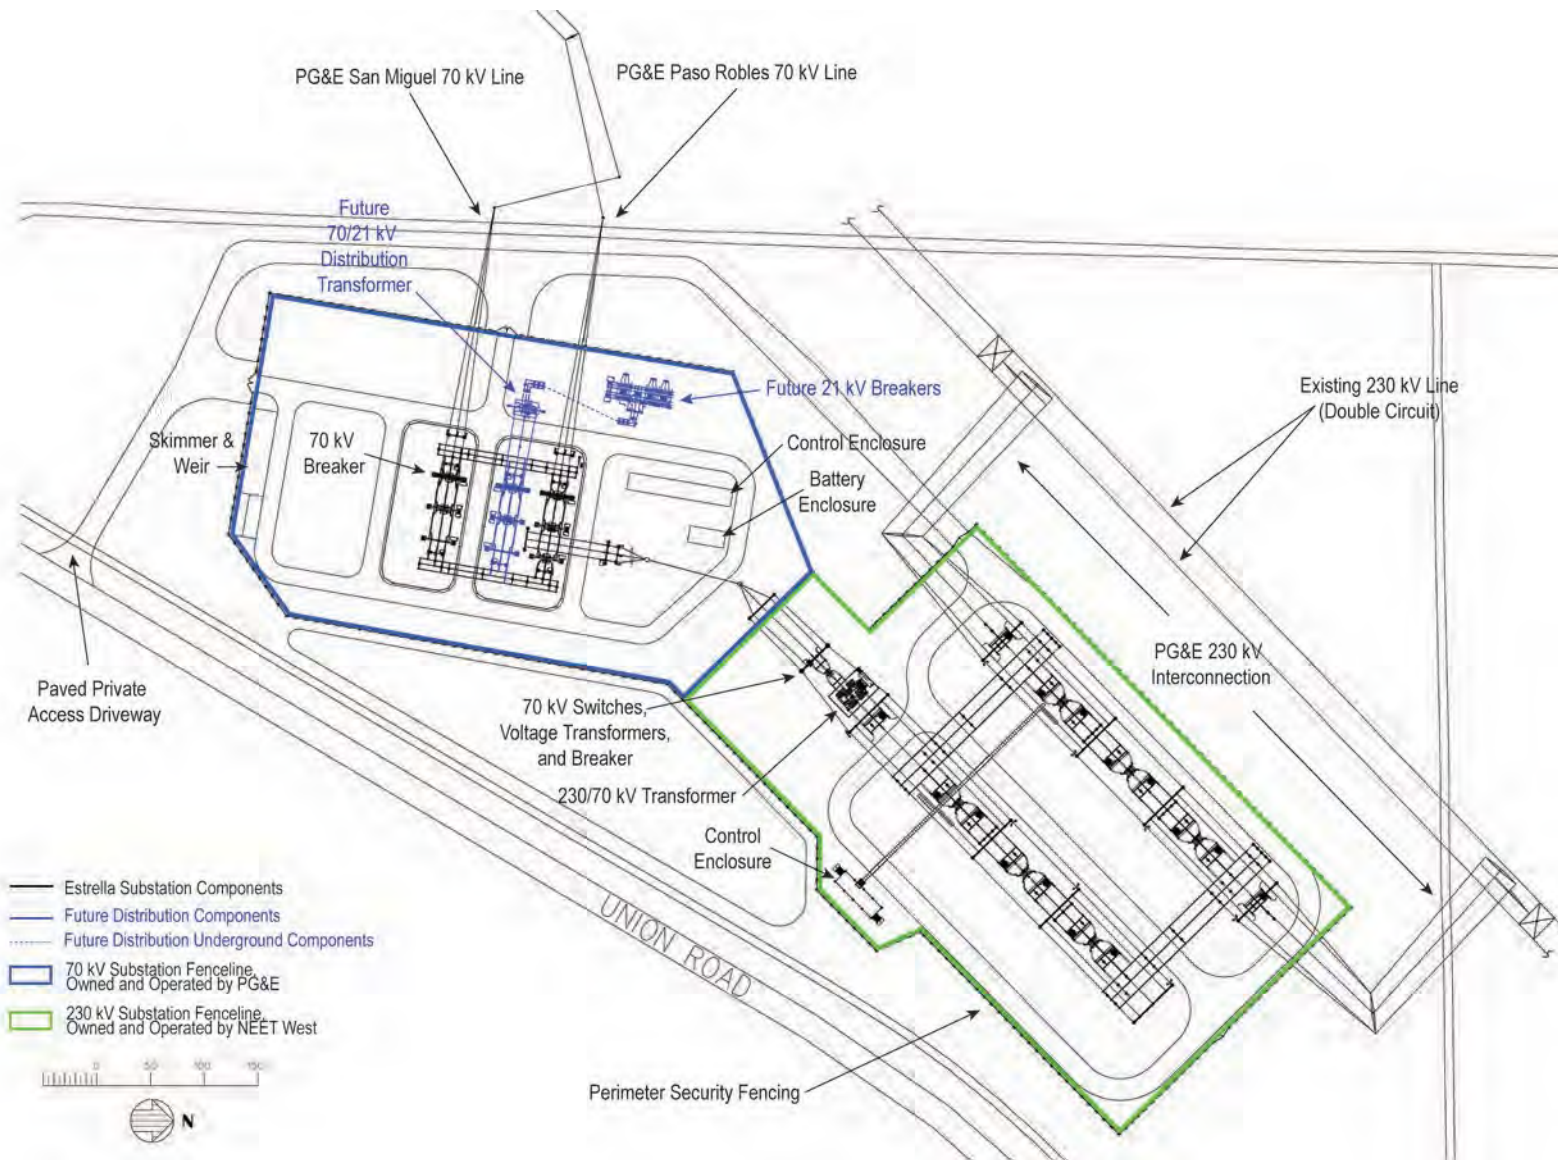 PG&E San Miguel 70 kV Line
PG&E Paso Robles 70 kV Line
Future
70/21 kV
Distribution
Transformer
Future 21 kV Breakers
Existing 230 kV Line
(Double Circuit)
Skimmer &
Weir
70 kV
Breaker
Control Enclosure
Battery
Enclosure
PG&E 230 kV
Interconnection
Paved Private
Access Driveway
70 kV Switches,
Voltage Transformers,
and Breaker
230/70 kV Transformer
Control
Enclosure
UNION ROAD
Perimeter Security Fencing
Estrella Substation Components
Future Distribution Components
Future Distribution Underground Components
70 kV Substation Fenceline,
Owned and Operated by PG&E
230 kV Substation Fenceline,
Owned and Operated by NEET West
0 50 100 150
N